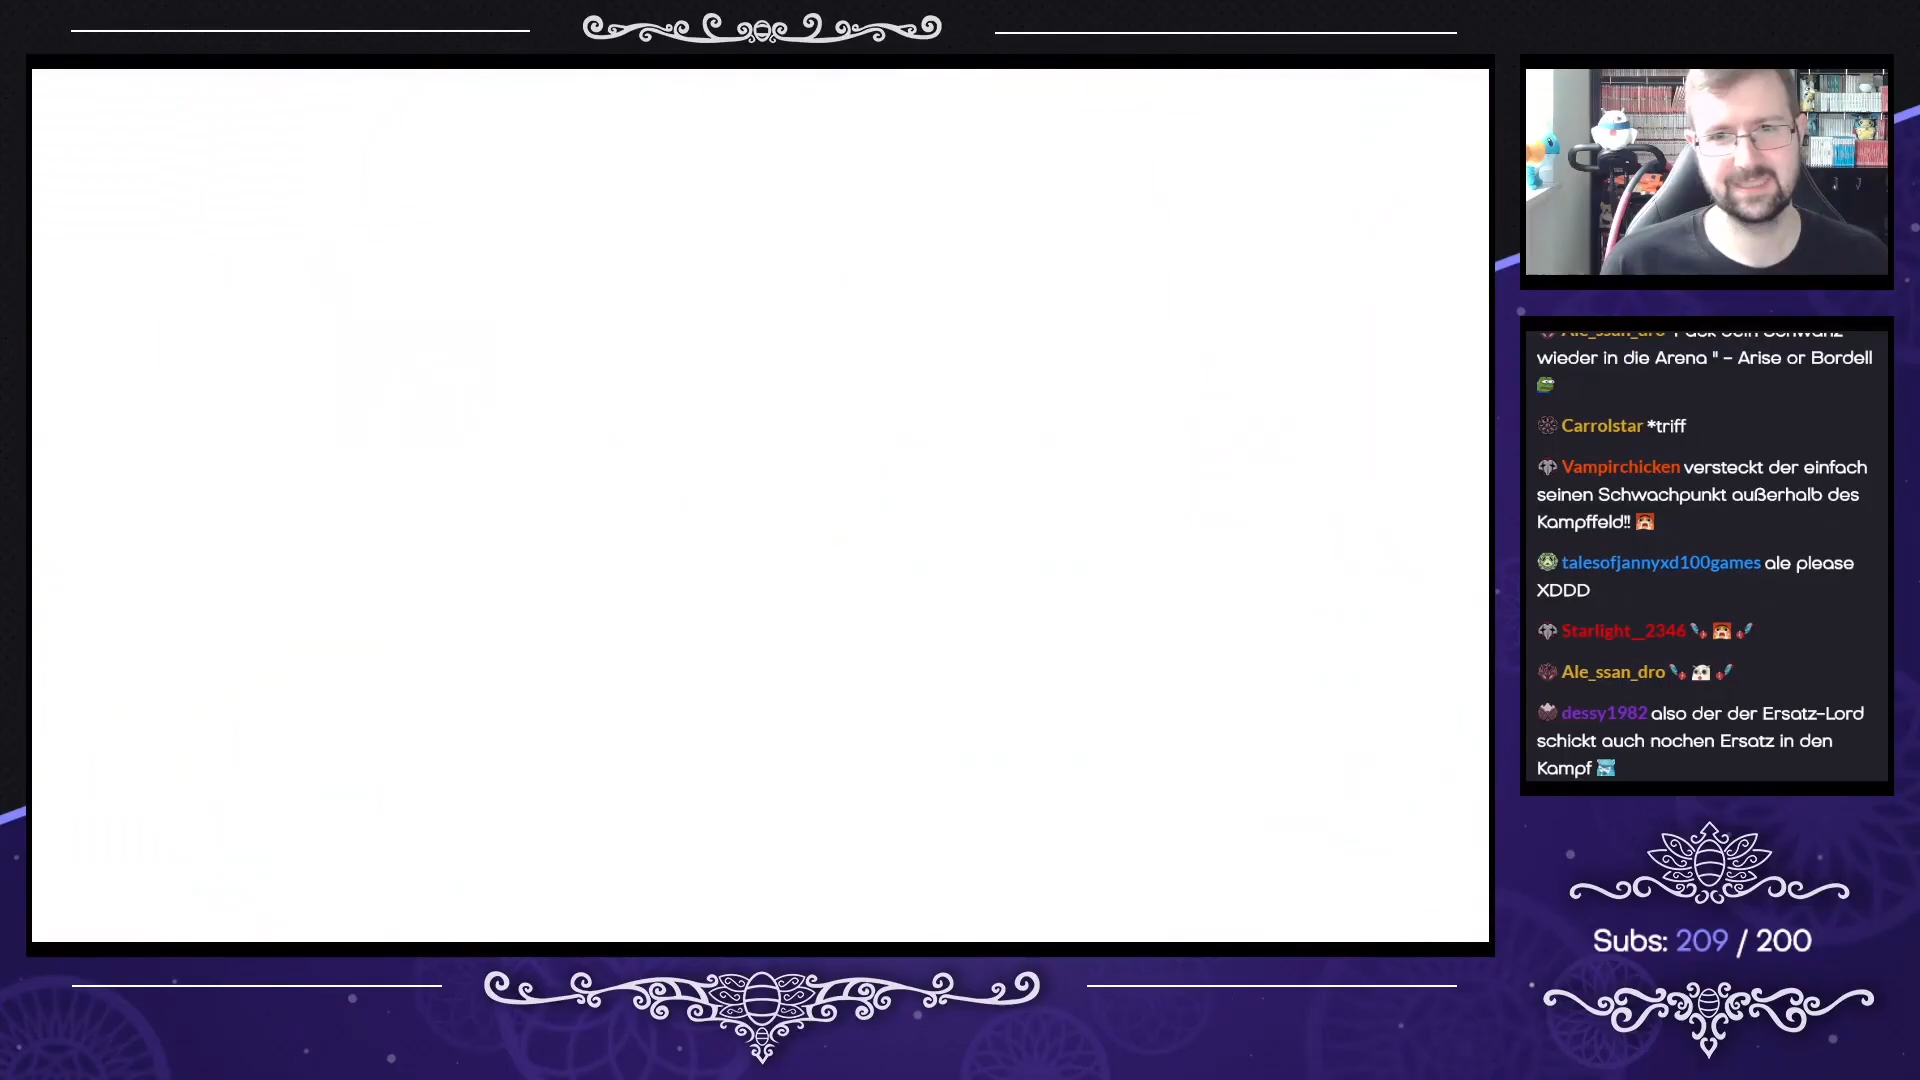 wieder in die Arena " - Arise or Bordell
Carrolstar *triff
Vampirchicken versteckt der einfach
seinen Schwachpunkt außerhalb des
Kampffeld!!
talesofjannyxd100games ale please
XDDD
Starlight__2346
Ale_ssan_dro
dessy1982 also der der Ersatz-Lord
schickt auch nochen Ersatz in den
Kampf
Subs: 209 / 200